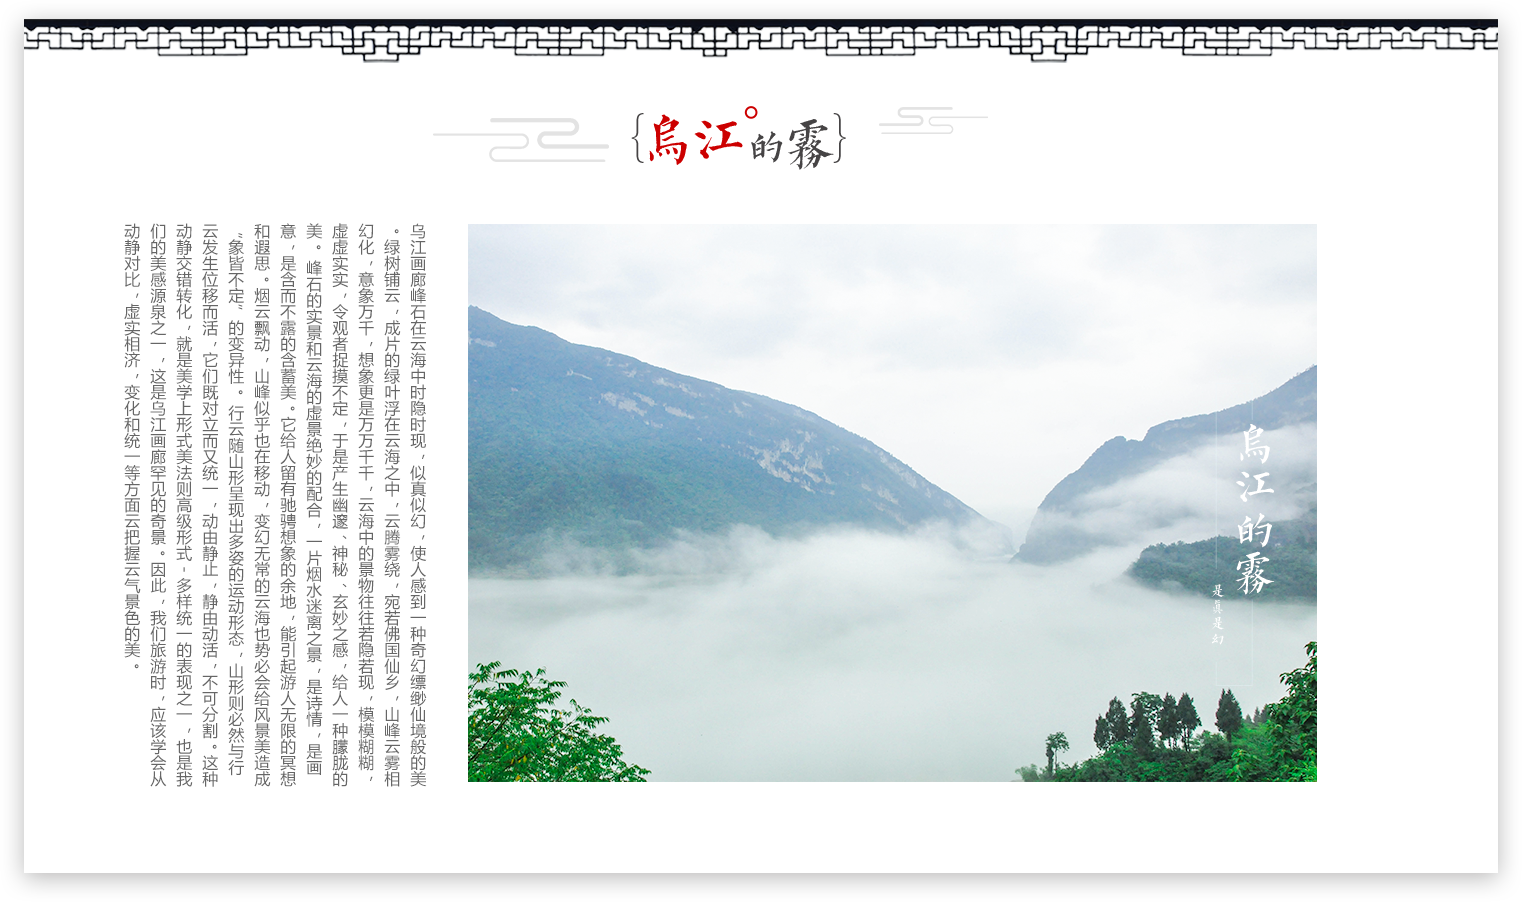 {烏江的霧}
乌江画廊峰石在云海中时隐时现，似真似幻，使人感到一种奇幻缥缈仙境般的美
。绿树铺云，成片的绿叶浮在云海之中，云腾雾绕，宛若佛国仙乡，山峰云雾相
幻化，意象万千，想象更是万万千千，云海中的景物往往若隐若现，模模糊糊，
虚虚实实，令观者捉摸不定，于是产生幽邃、神秘、玄妙之感，给人一种朦胧的
美。 峰石的实景和云海的虚景绝妙的配合，一片烟水迷离之景，是诗情，是画
意，是含而不露的含蓄美。它给人留有驰骋想象的余地，能引起游人无限的冥想
和遐思。烟云飘动，山峰似乎也在移动，变幻无常的云海也势必会给风景美造成
“象皆不定”的变异性。 行云随山形呈现出多姿的运动形态，山形则必然与行
云发生位移而活，它们既对立而又统一，动由静止，静由动活，不可分割。这种
动静交错转化，就是美学上形式美法则高级形式-多样统一的表现之一，也是我
们的美感源泉之一，这是乌江画廊罕见的奇景。因此，我们旅游时，应该学会从
动静对比，虚实相济，变化和统一等方面云把握云气景色的美。
烏江的霧
是真是幻